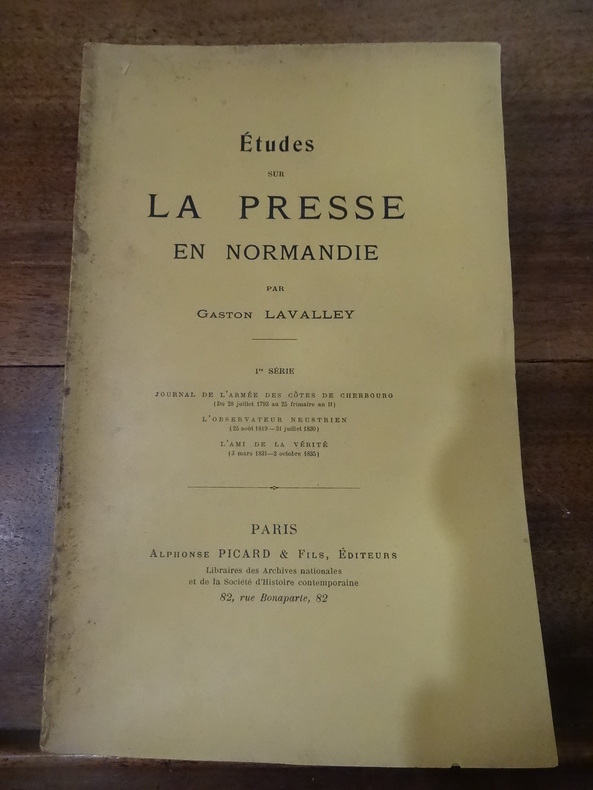 Études
SUR
LA PRESSE
EN NORMANDIE
PAR
GASTON LAVALLEY
1re SÉRIE
JOURNAL DE L'ARMÉE DES CÔTES DE CHERBOURG
(Du 20 juillet 1793 au 25 frimaire an II)
L'OBSERVATEUR NEUSTRIEN
(25 août 1819—31 juillet 1830)
L'AMI DE LA VÉRITÉ
(3 mars 1831—2 octobre 1835)
PARIS
ALPHONSE PICARD & FILS, ÉDITEURS
Libraires des Archives nationales
et de la Société d'Histoire contemporaine
82, rue Bonaparte, 82